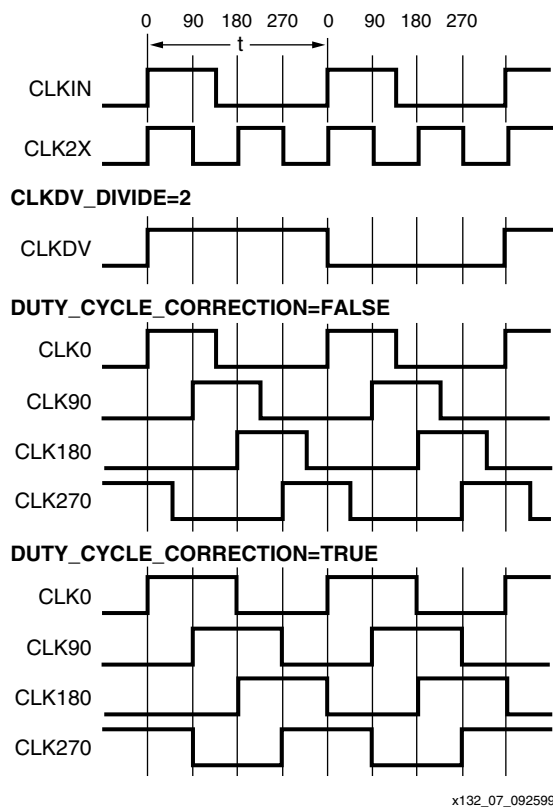 0 90 180 270 0 90 180 270
t
CLKIN
CLK2X
CLKDV_DIVIDE=2
CLKDV
DUTY_CYCLE_CORRECTION=FALSE
CLK0
CLK90
CLK180
CLK270
DUTY_CYCLE_CORRECTION=TRUE
CLK0
CLK90
CLK180
CLK270
x132_07_092599